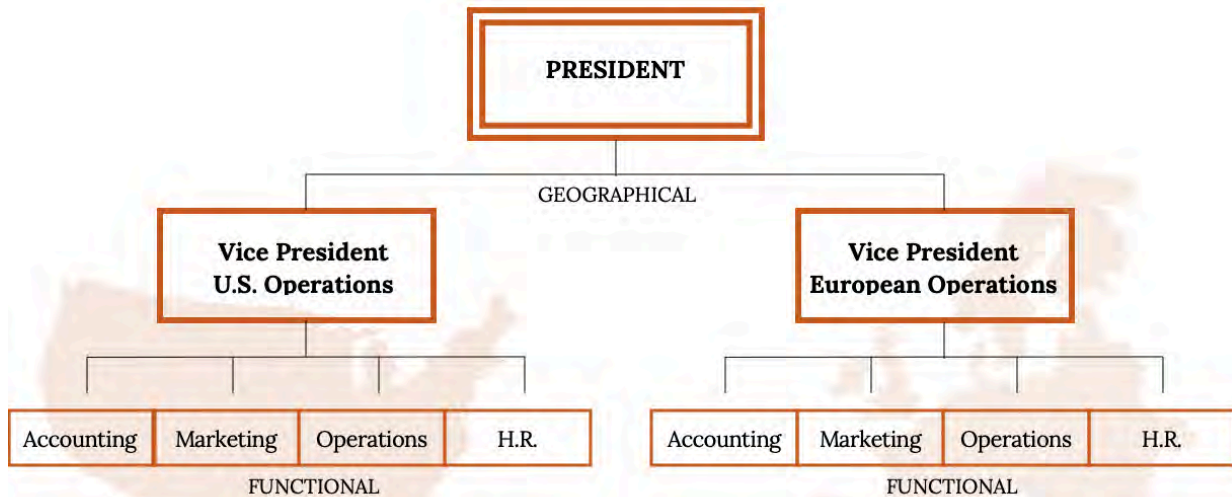 PRESIDENT
GEOGRAPHICAL
Vice President
U.S. Operations
Vice President
European Operations
Accounting
Marketing
Operations
H.R.
Accounting
Marketing
Operations
H.R.
FUNCTIONAL
FUNCTIONAL